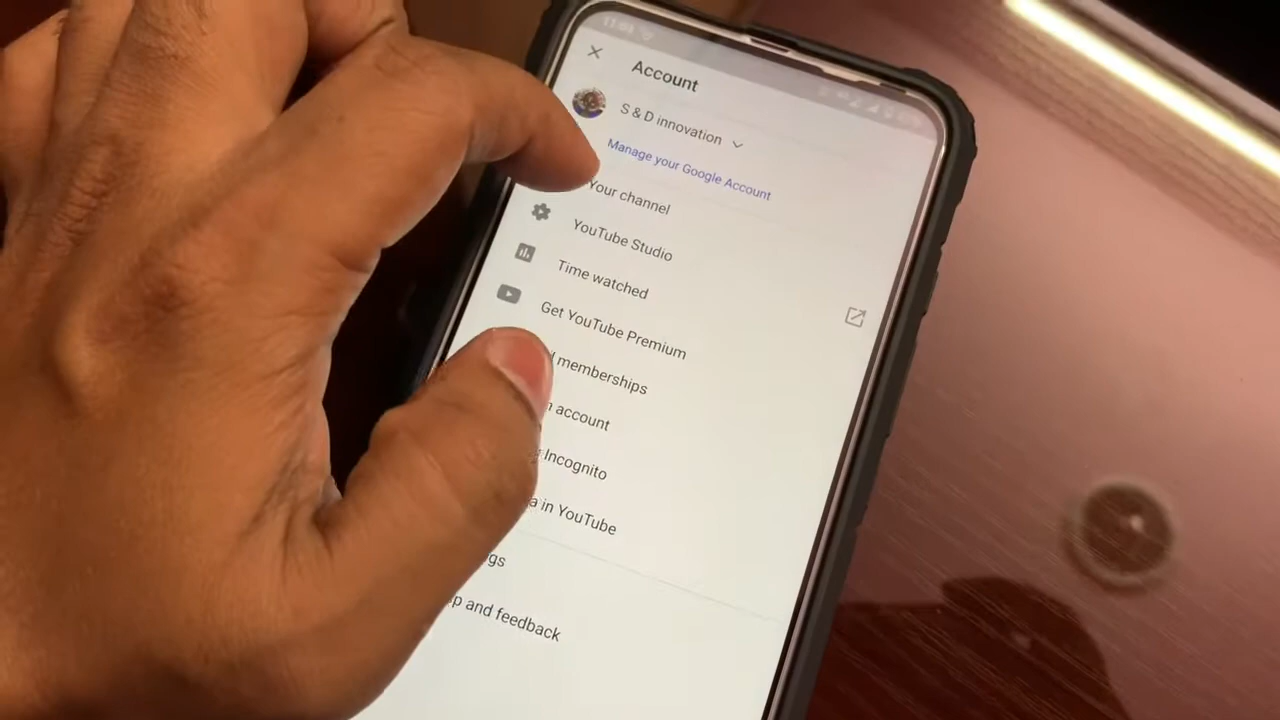 Account
S & D innovation
Manage your Google Account
Your channel
YouTube Studio
Time watched
Get YouTube Premium
memberships
account
Incognito
in YouTube
and feedback